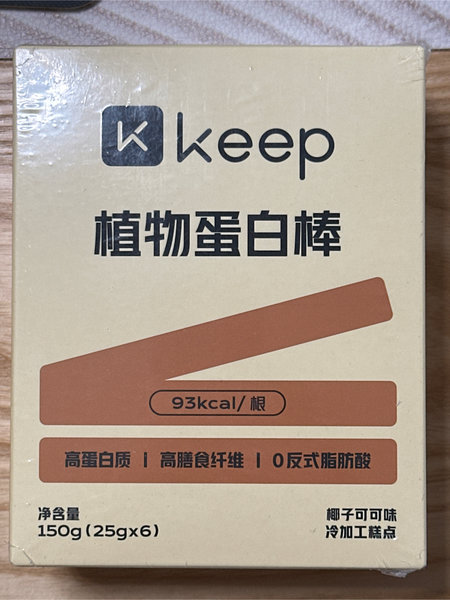 K keep
植物蛋白棒
93kcal/根
高蛋白质 | 高膳食纤维 | 0反式脂肪酸
净含量
150g(25gx6)
椰子可可味
冷加工糕点